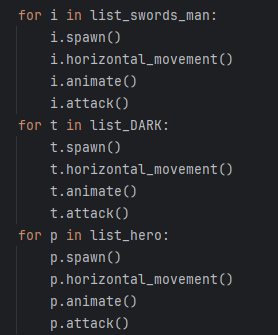 for i in list_swords_man:
    i.spawn()
    i.horizontal_movement()
    i.animate()
    i.attack()
for t in list_DARK:
    t.spawn()
    t.horizontal_movement()
    t.animate()
    t.attack()
for p in list_hero:
    p.spawn()
    p.horizontal_movement()
    p.animate()
    p.attack()